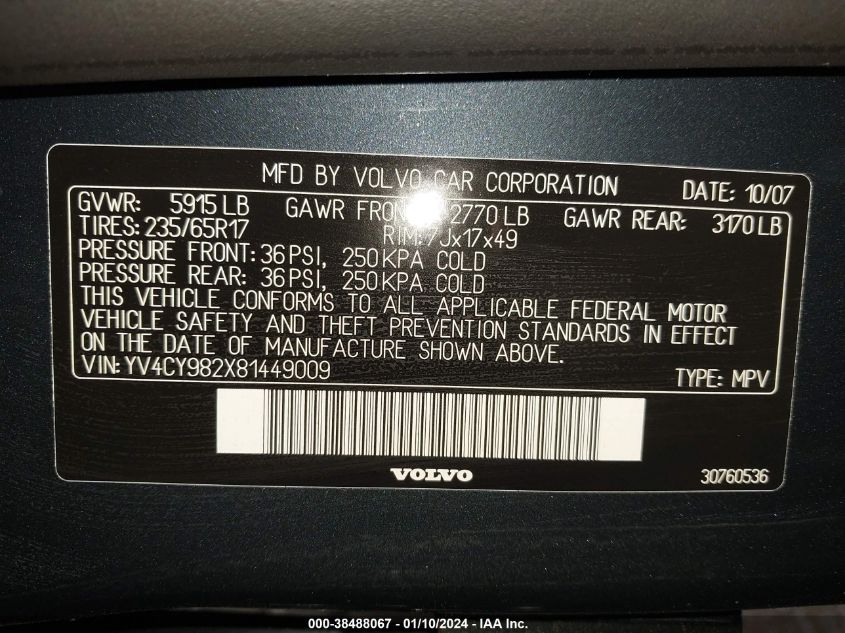 MFD BY VOLVO CAR CORPORATION DATE: 10/07
GVWR: 5915 LB GAWR FRONT 2770 LB GAWR REAR: 3170 LB
TIRES: 235/65R17 RIM: 7Jx17x49
PRESSURE FRONT: 36 PSI, 250 KPA COLD
PRESSURE REAR: 36 PSI, 250 KPA COLD
THIS VEHICLE CONFORMS TO ALL APPLICABLE FEDERAL MOTOR
VEHICLE SAFETY AND THEFT PREVENTION STANDARDS IN EFFECT
ON THE DATE OF MANUFACTURE SHOWN ABOVE.
VIN: YV4CY982X81449009 TYPE: MPV
VOLVO 30760536
000-38488067 - 01/10/2024 - IAA Inc.